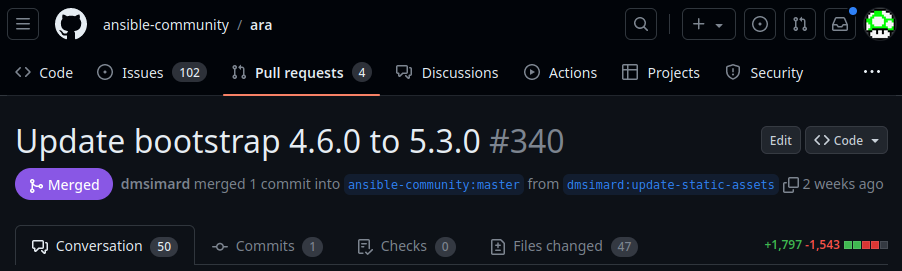 ansible-community / ara
Code Issues 102 Pull requests 4 Discussions Actions Projects Security ...
Update bootstrap 4.6.0 to 5.3.0 #340 Edit Code
Merged dmsimard merged 1 commit into ansible-community:master from dmsimard:update-static-assets 2 weeks ago
Conversation 50 Commits 1 Checks 0 Files changed 47 +1,797 -1,543